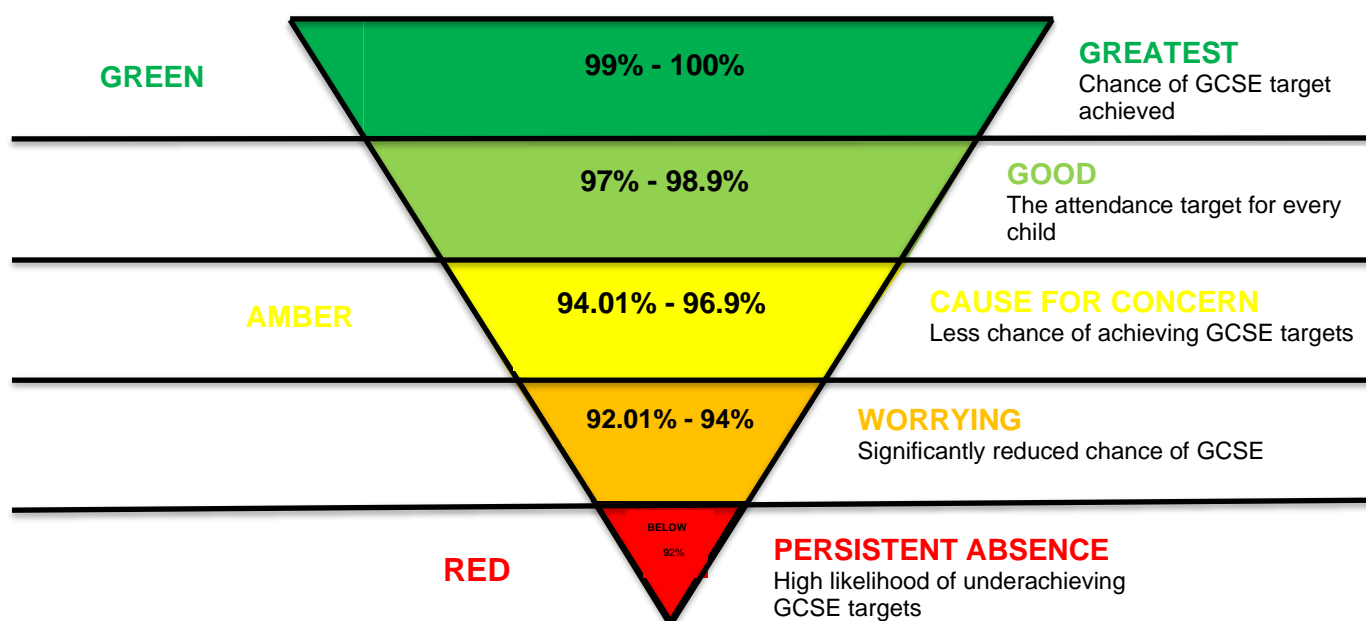 GREEN
99% - 100%
GREATEST
Chance of GCSE target
achieved
97% - 98.9%
GOOD
The attendance target for every
child
AMBER
94.01% - 96.9%
CAUSE FOR CONCERN
Less chance of achieving GCSE targets
92.01% - 94%
WORRYING
Significantly reduced chance of GCSE
RED
BELOW
92%
PERSISTENT ABSENCE
High likelihood of underachieving
GCSE targets